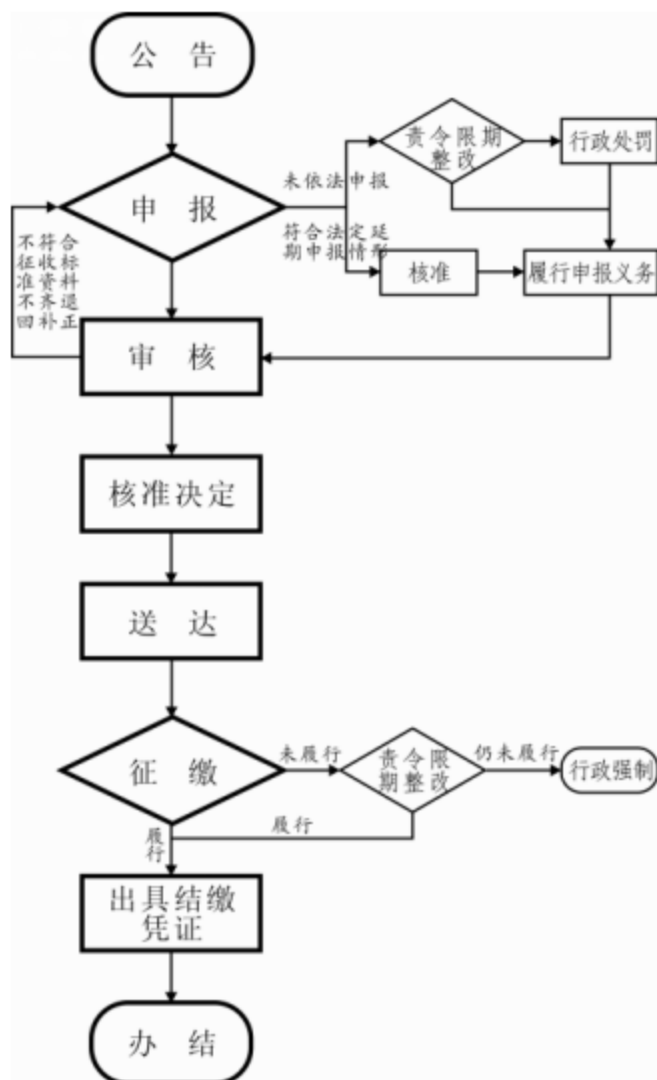 公 告
责令限期
整改
行政处罚
申 报
未依法申报
符合法定延
期申报情形
核准
履行申报义务
不符合
征收标
准资料
不齐退
回补正
审 核
核准决定
送 达
征 缴
未履行
责令限
期整改
仍未履行
行政强制
履行
履
行
出具结缴
凭证
办 结